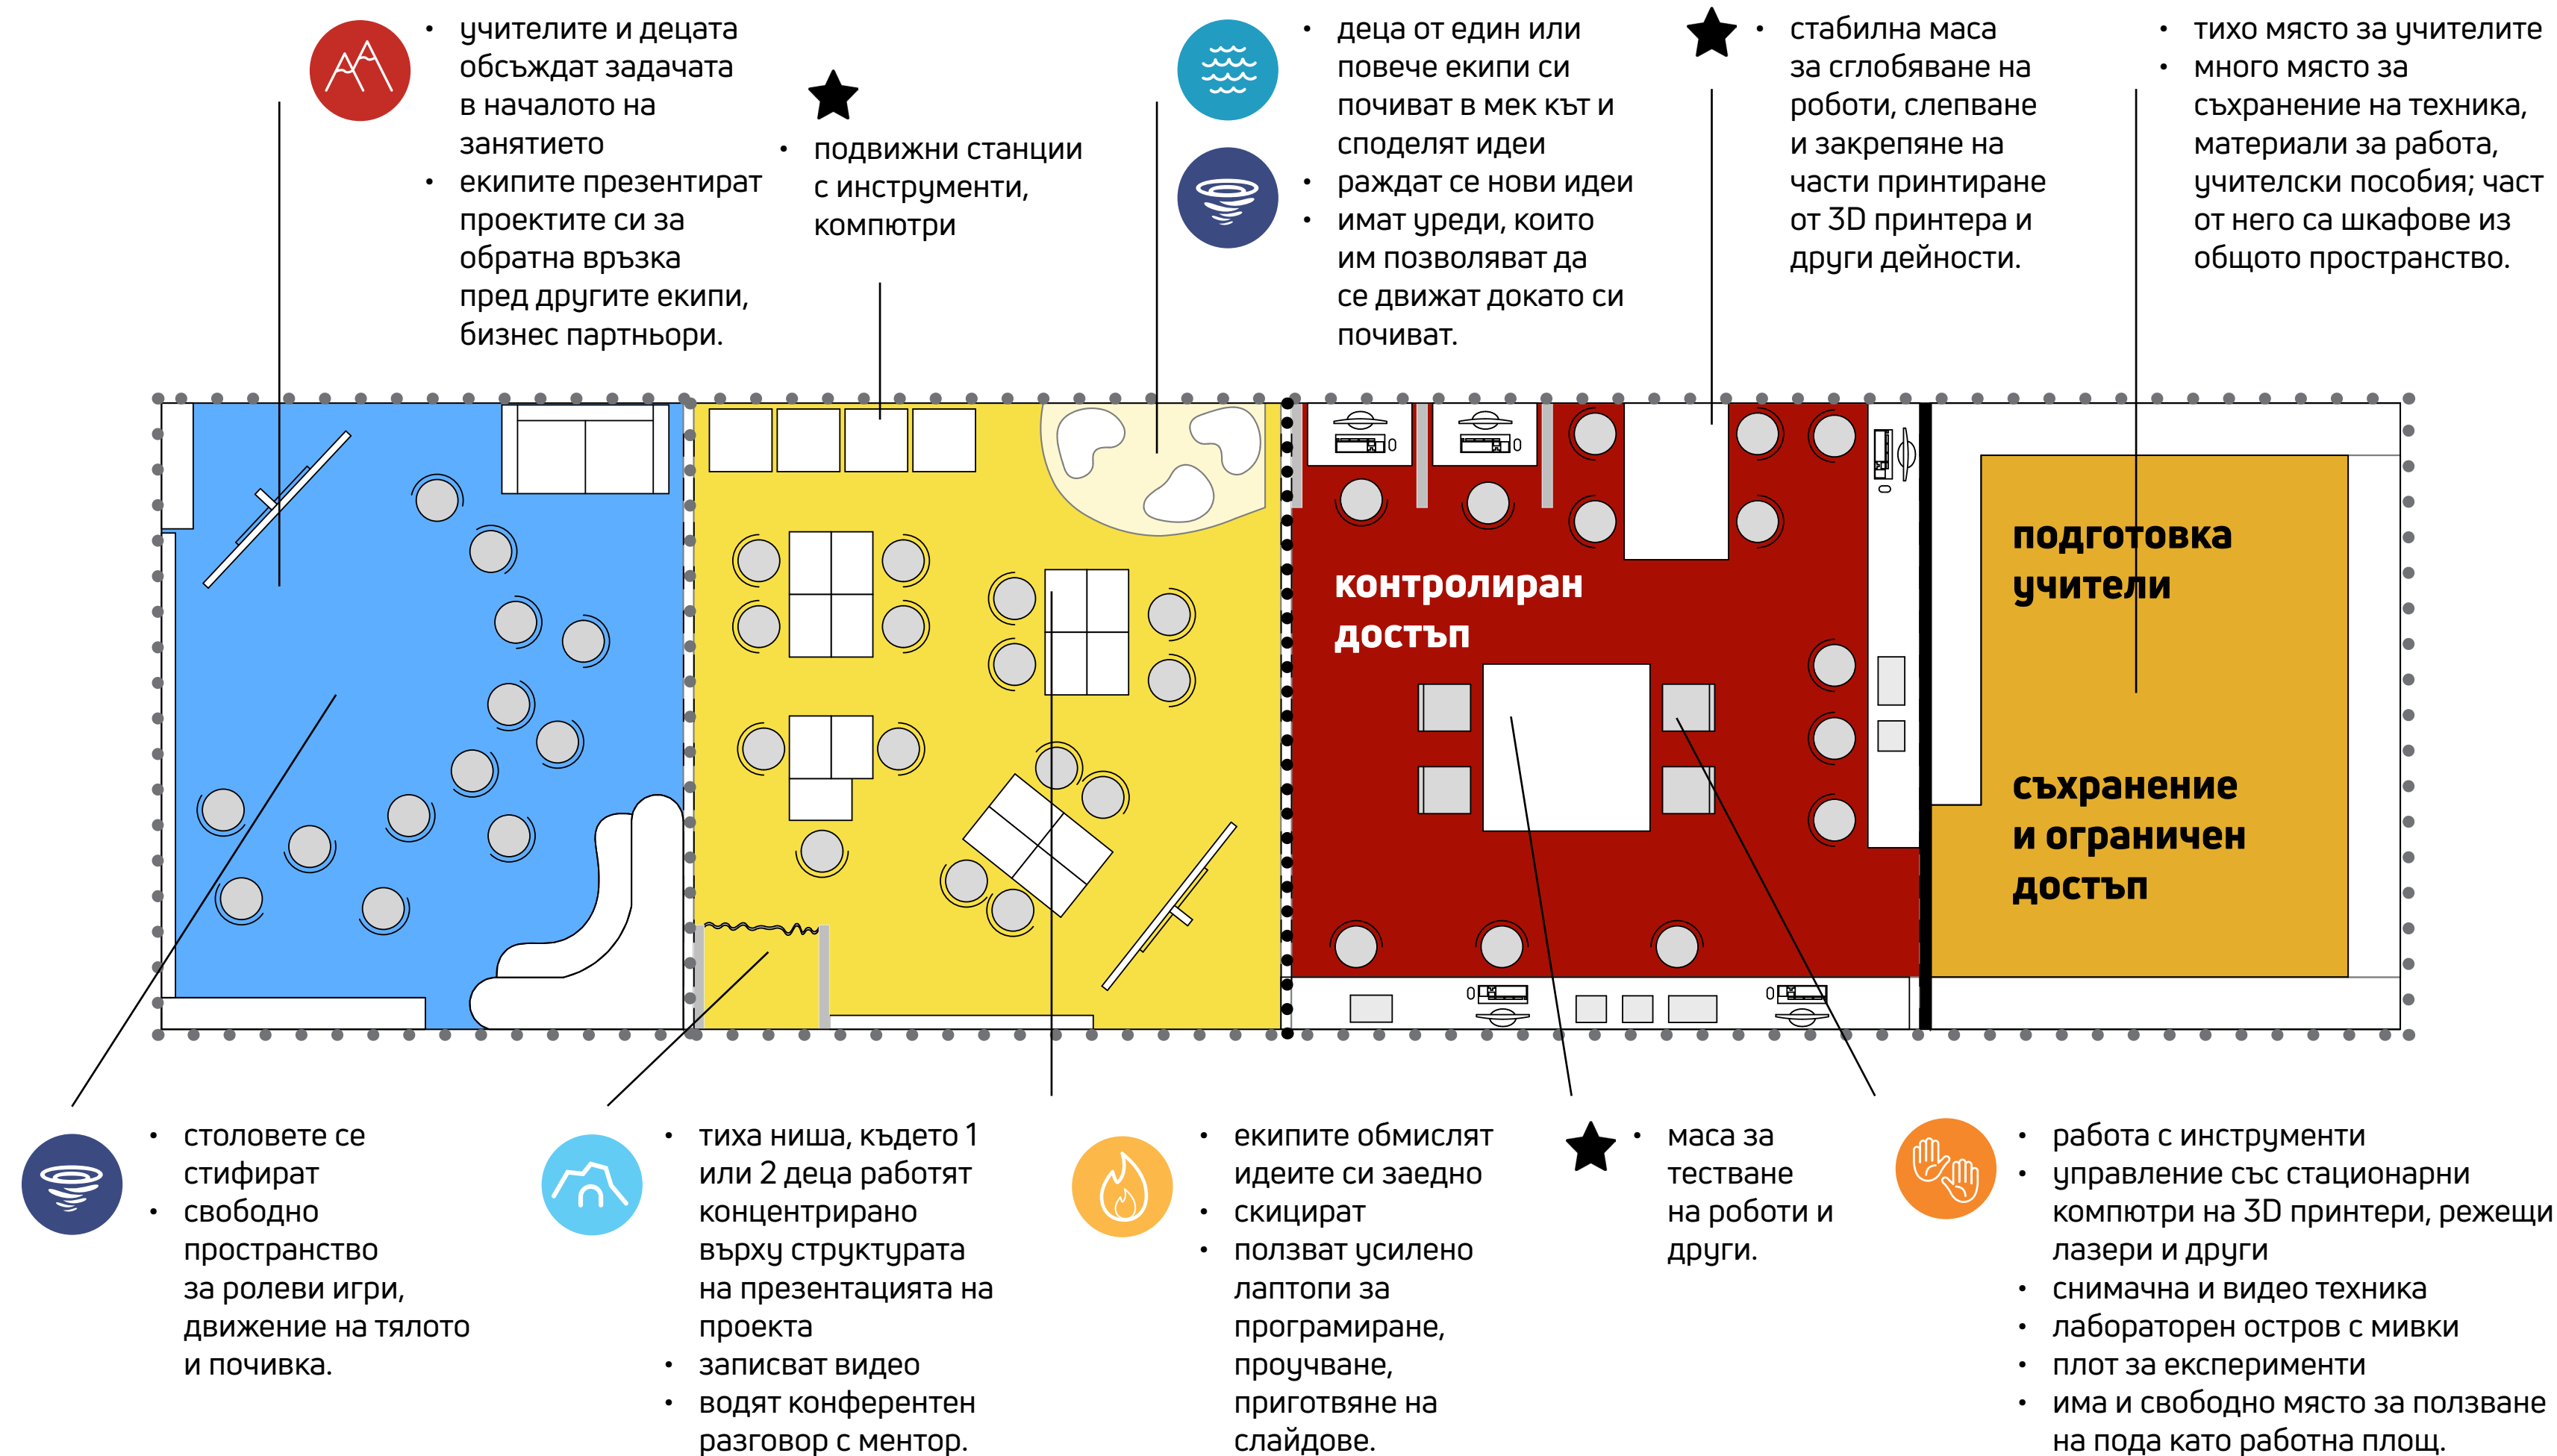 учителите и децата
обсъждат задачата
в началото на
занятието
екипите презентират
проектите си за
обратна връзка
пред другите екипи,
бизнес партньори.
подвижни станции
с инструменти,
компютри
деца от един или
повече екипи си
почиват в мек кът и
споделят идеи
раждат се нови идеи
имат уреди, които
им позволяват да
се движат докато си
почиват.
стабилна маса
за сглобяване на
роботи, слепване
и закрепяне на
части принтиране
от 3D принтера и
други дейности.
тихо място за учителите
много място за
съхранение на техника,
материали за работа,
учителски пособия; част
от него са шкафове из
общото пространство.
контролиран
достъп
подготовка
учители
съхранение
и ограничен
достъп
столовете се
стифират
свободно
пространство
за ролеви игри,
движение на тялото
и почивка.
тиха ниша, където 1
или 2 деца работят
концентрирано
върху структурата
на презентацията на
проекта
записват видео
водят конферентен
разговор с ментор.
екипите обмислят
идеите си заедно
скицират
ползват усилено
лаптопи за
програмиране,
проучване,
приготвяне на
слайдове.
маса за
тестване
на роботи и
други.
работа с инструменти
управление със стационарни
компютри на 3D принтери, режещи
лазери и други
снимачна и видео техника
лабораторен остров с мивки
плот за експерименти
има и свободно място за ползване
на пода като работна площ.